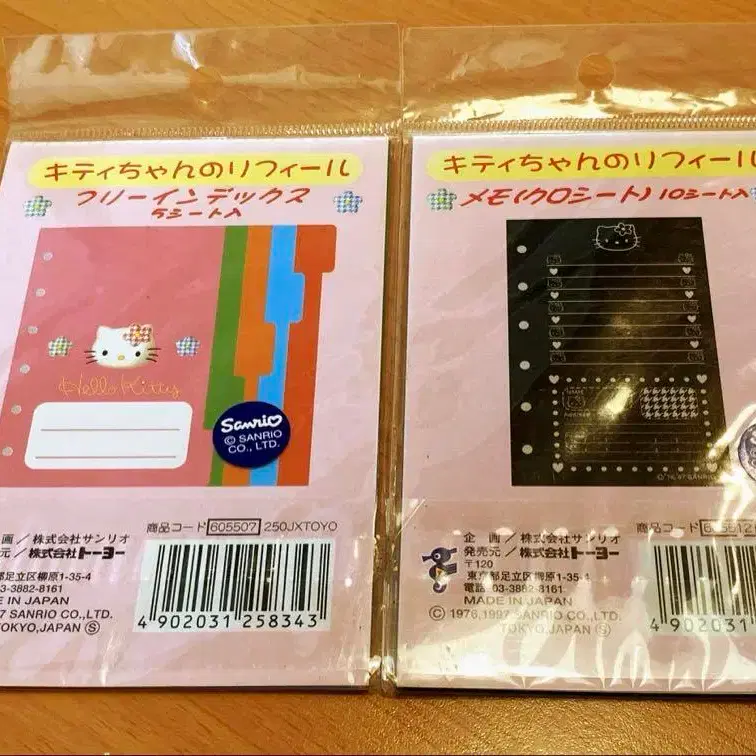 キティちゃんのリフィール
フリーインデックス
5シート入
Hello Kitty
Sanrio
© SANRIO
CO., LTD.
商品コード 605507 250JXTOYO
画/株式会社サンリオ
元/株式会社トーヨー
都足立区柳原1-35-4
03-3882-8161
E IN JAPAN
97 SANRIO CO.,LTD.
TOKYO,JAPAN Ⓢ
4 902031 258343
キティちゃんのリフィール
メモ(クロシート) 10シート入
©'76,'97 SANRIO
商品コード
企 画/株式会社サンリオ
発売元/株式会社トーヨー
〒120
東京都足立区柳原1-35-4
電話 03-3882-8161
MADE IN JAPAN
© 1976,1997 SANRIO CO.,LTD.
TOKYO,JAPAN Ⓢ
4 902031